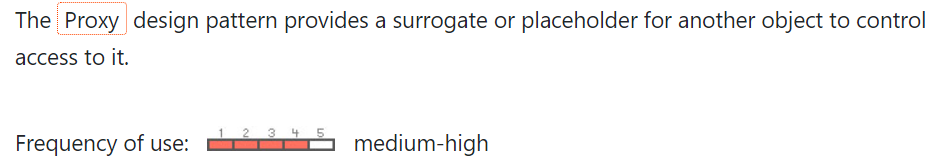 The Proxy design pattern provides a surrogate or placeholder for another object to control
access to it.
1 2 3 4 5
Frequency of use: medium-high